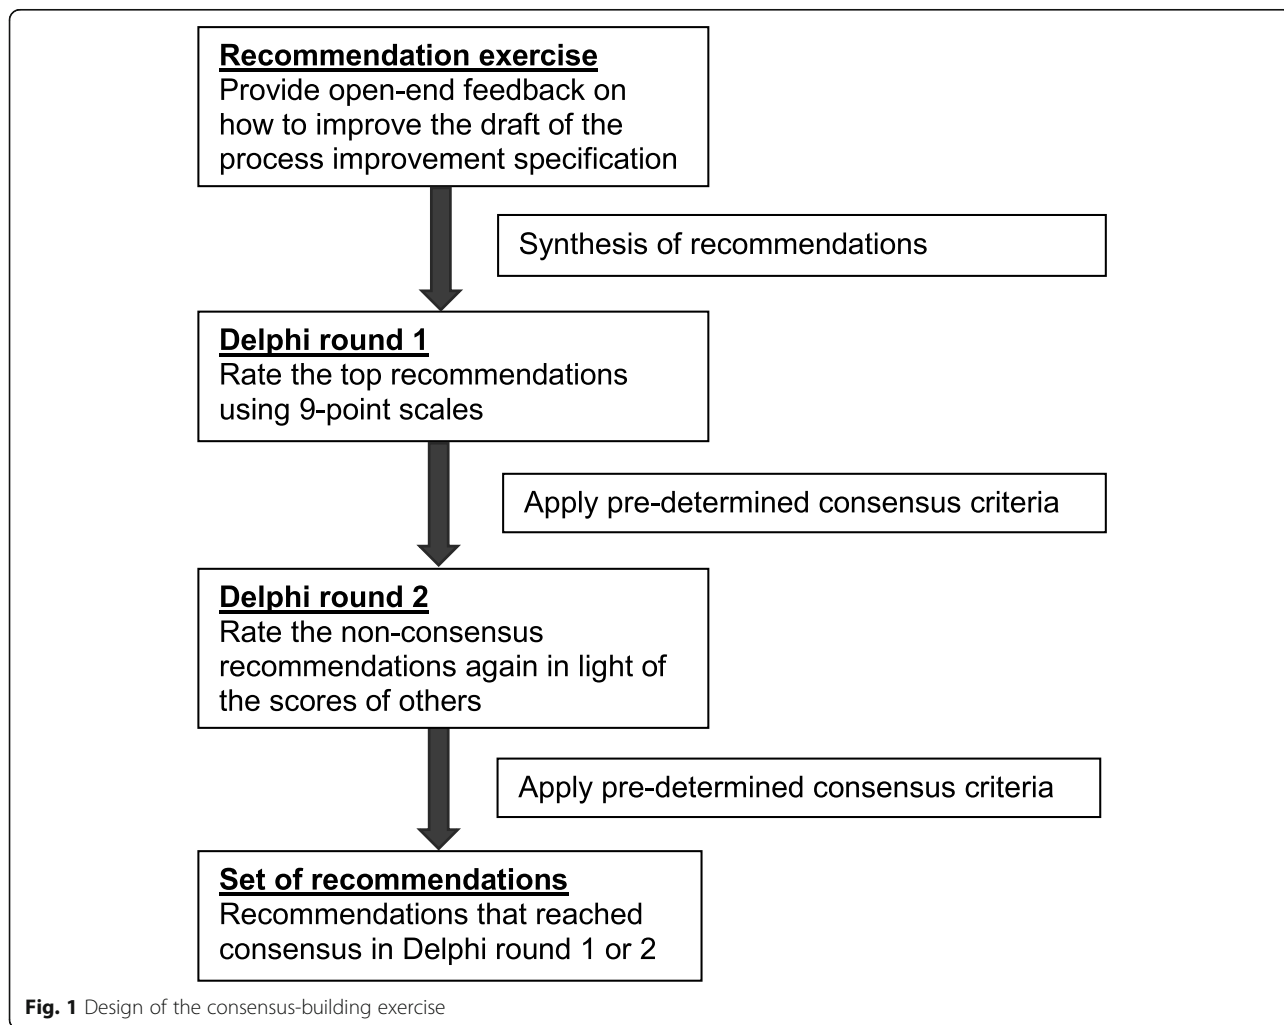 Recommendation exercise
Provide open-end feedback on
how to improve the draft of the
process improvement specification
Synthesis of recommendations
Delphi round 1
Rate the top recommendations
using 9-point scales
Apply pre-determined consensus criteria
Delphi round 2
Rate the non-consensus
recommendations again in light of
the scores of others
Apply pre-determined consensus criteria
Set of recommendations
Recommendations that reached
consensus in Delphi round 1 or 2
Fig. 1 Design of the consensus-building exercise